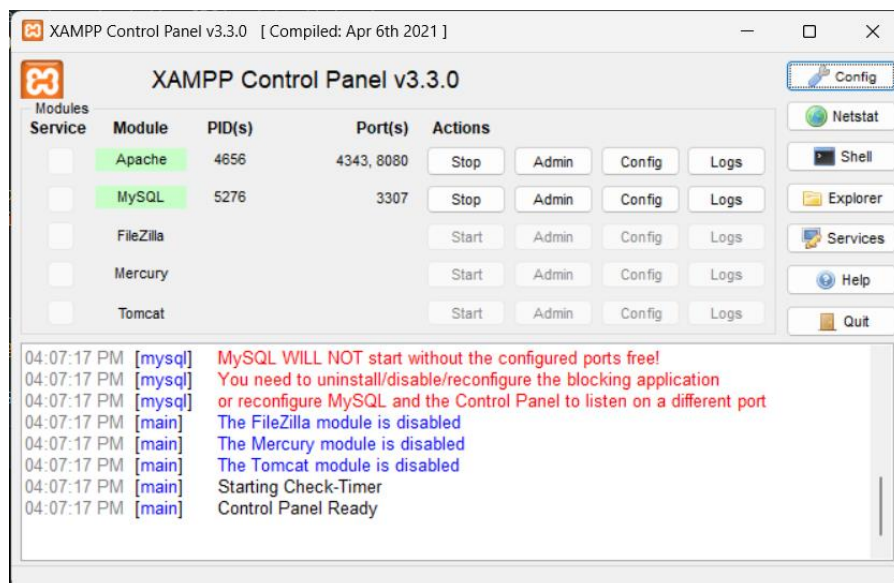 XAMPP Control Panel v3.3.0 [ Compiled: Apr 6th 2021 ]
XAMPP Control Panel v3.3.0
Config
Modules
Service Module PID(s) Port(s) Actions
Netstat
Apache 4656 4343, 8080 Stop Admin Config Logs
Shell
MySQL 5276 3307 Stop Admin Config Logs
Explorer
FileZilla Start Admin Config Logs
Services
Mercury Start Admin Config Logs
Help
Tomcat Start Admin Config Logs
Quit
04:07:17 PM [mysql] MySQL WILL NOT start without the configured ports free!
04:07:17 PM [mysql] You need to uninstall/disable/reconfigure the blocking application
04:07:17 PM [mysql] or reconfigure MySQL and the Control Panel to listen on a different port
04:07:17 PM [main] The FileZilla module is disabled
04:07:17 PM [main] The Mercury module is disabled
04:07:17 PM [main] The Tomcat module is disabled
04:07:17 PM [main] Starting Check-Timer
04:07:17 PM [main] Control Panel Ready